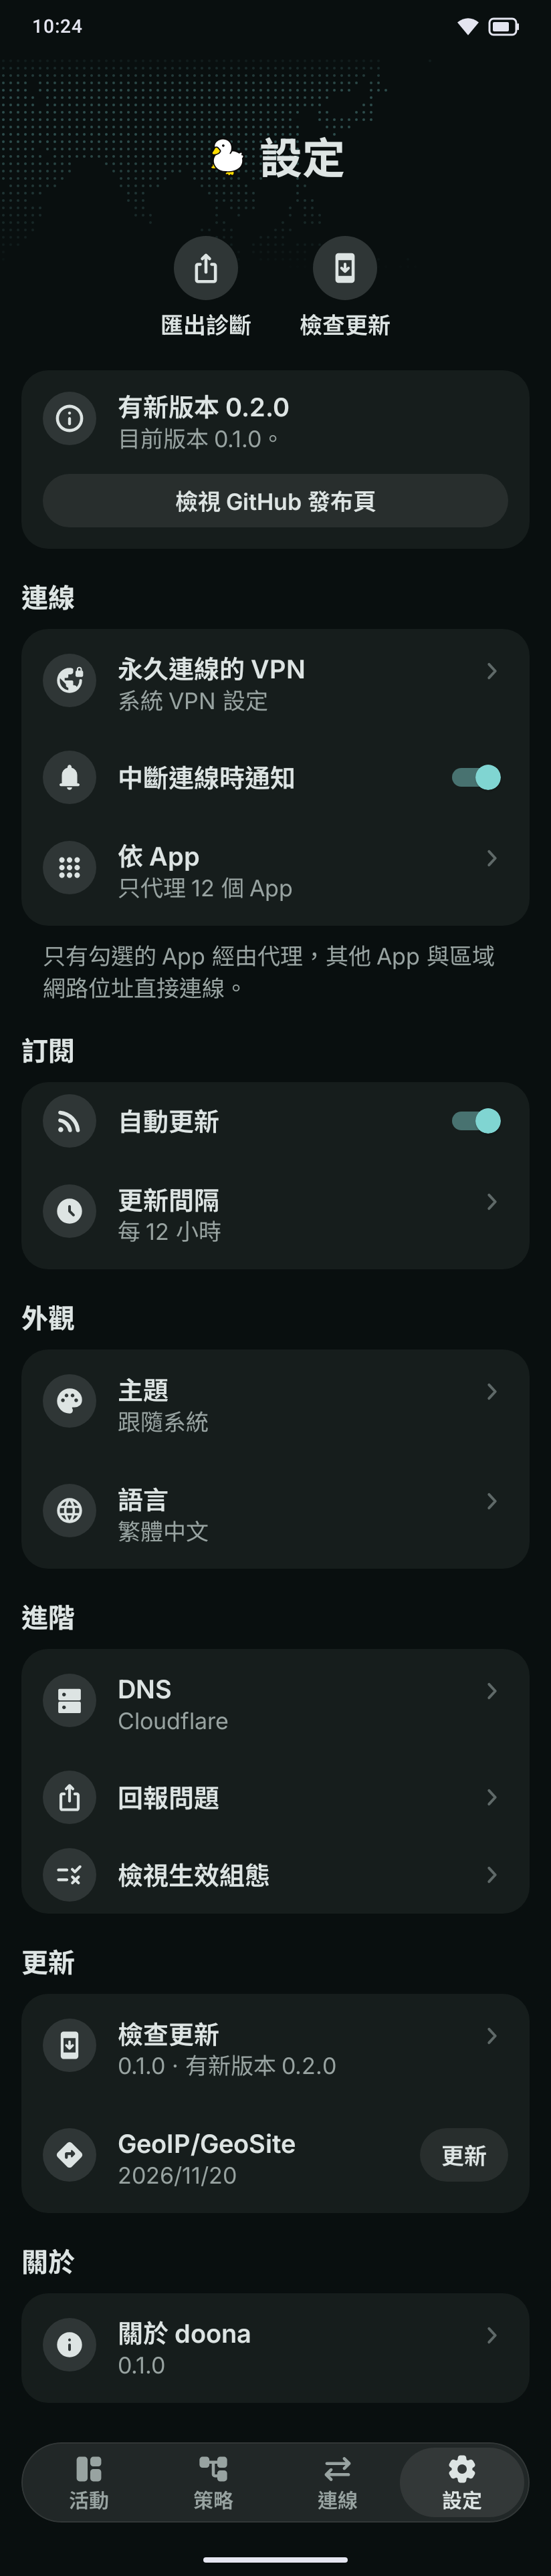 10:24
設定
匯出診斷
檢查更新
有新版本 0.2.0
目前版本 0.1.0。
檢視 GitHub 發布頁
連線
永久連線的 VPN
系統 VPN 設定
中斷連線時通知
依 App
只代理 12 個 App
只有勾選的 App 經由代理，其他 App 與區域
網路位址直接連線。
訂閱
自動更新
更新間隔
每 12 小時
外觀
主題
跟隨系統
語言
繁體中文
進階
DNS
Cloudflare
回報問題
檢視生效組態
更新
檢查更新
0.1.0 · 有新版本 0.2.0
GeoIP/GeoSite
2026/11/20
更新
關於
關於 doona
0.1.0
活動
策略
連線
設定